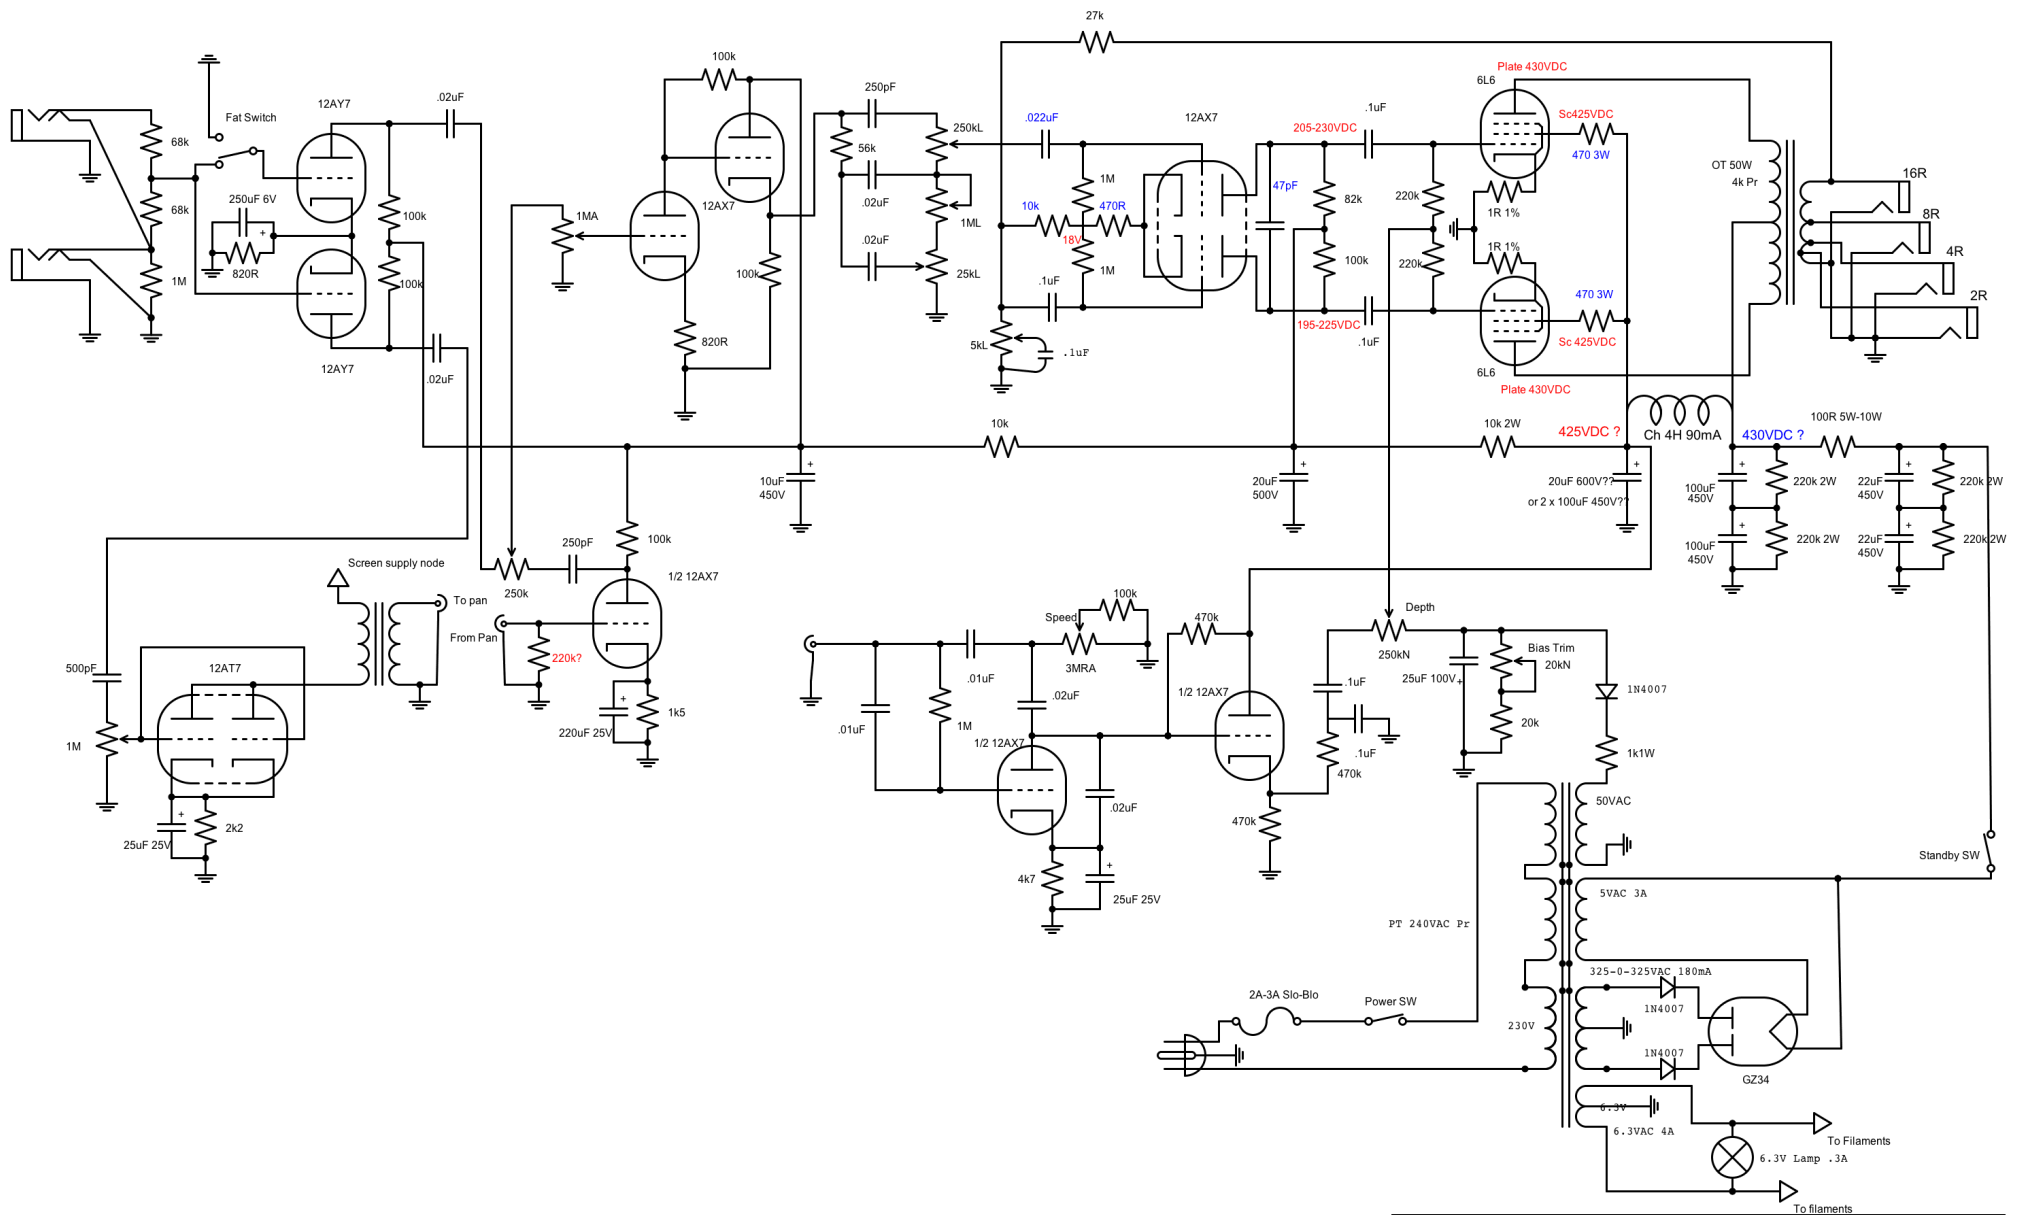 27k
100k
6L6
Plate 430VDC
250pF
.02uF
12AY7
.1uF
Sc425VDC
Fat Switch
.022uF
12AX7
205-230VDC
250kL
68k
56k
470 3W
OT 50W
4k Pr
16R
1M
47pF
250uF 6V
.02uF
82k
220k
8R
68k
100k
1MA
12AX7
1ML
10k
470R
1R 1%
18V
1R 1%
4R
.02uF
820R
100k
100k
25kL
1M
100k
220k
1M
.1uF
470 3W
2R
195-225VDC
820R
5kL
.1uF
.1uF
Sc 425VDC
12AY7
.02uF
6L6
Plate 430VDC
10k
10k 2W
425VDC ?
Ch 4H 90mA
430VDC ?
100R 5W-10W
10uF
450V
20uF
500V
20uF 600V??
or 2 x 100uF 450V??
100uF
450V
220k 2W
22uF
450V
220k 2W
100uF
450V
220k 2W
22uF
450V
220k 2W
250pF
100k
Screen supply node
1/2 12AX7
To pan
250k
From Pan
100k
Speed
Depth
470k
220k?
500pF
12AT7
3MRA
250kN
Bias Trim
20kN
.01uF
.1uF
25uF 100V
1N4007
.02uF
1/2 12AX7
1k5
220uF 25V
.01uF
1M
20k
1M
1/2 12AX7
.1uF
1k1W
470k
50VAC
.02uF
2k2
25uF 25V
470k
Standby SW
4k7
25uF 25V
5VAC 3A
PT 240VAC Pr
325-0-325VAC 180mA
2A-3A Slo-Blo
Power SW
1N4007
230V
1N4007
GZ34
6.3V
6.3VAC 4A
To Filaments
6.3V Lamp .3A
To filaments